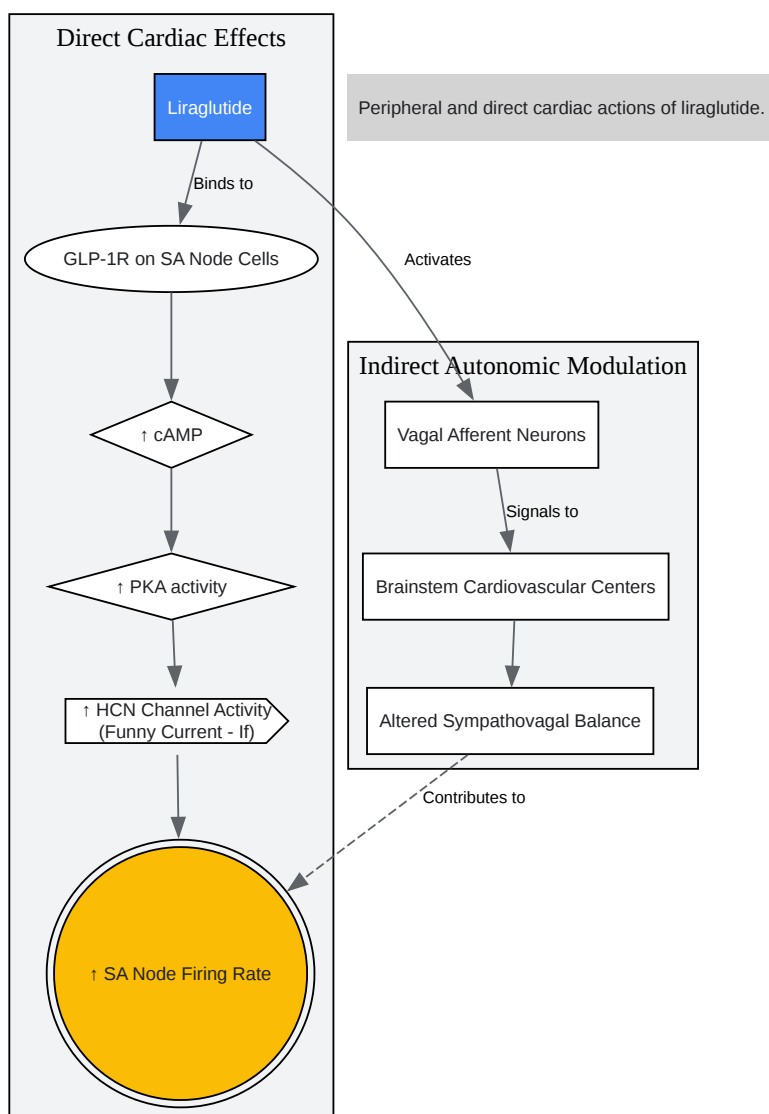 Direct Cardiac Effects
Liraglutide
Peripheral and direct cardiac actions of liraglutide.
Binds to
GLP-1R on SA Node Cells
Activates
Indirect Autonomic Modulation
↑ cAMP
Vagal Afferent Neurons
Signals to
↑ PKA activity
Brainstem Cardiovascular Centers
↑ HCN Channel Activity
(Funny Current - If)
Altered Sympathovagal Balance
Contributes to
↑ SA Node Firing Rate